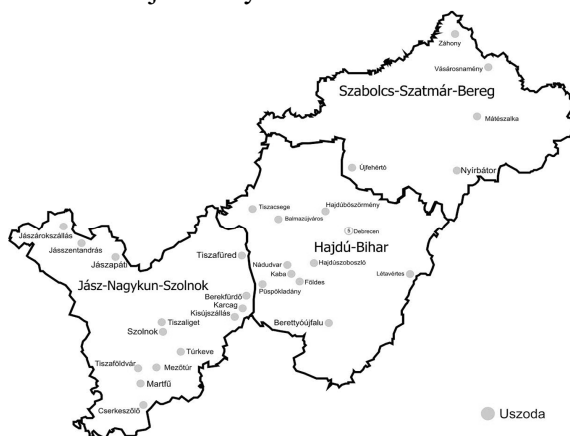 Záhony
Vásárosnamény
Szabolcs-Szatmár-Bereg
Mátészalka
Újfehértó
Nyírbátor
Tiszacsege
Hajdúböszörmény
Balmazújváros
Debrecen
Hajdú-Bihar
Jászárokszállás
Jásszentandrás
Jászapáti
Tiszafüred
Nádudvar
Hajdúszoboszló
Kaba
Létavértes
Földes
Püspökladány
Jász-Nagykun-Szolnok
Berekfürdő
Karcag
Kisújszállás
Tiszaliget
Szolnok
Berettyóújfalu
Túrkeve
Tiszaföldvár
Mezőtúr
Martfű
Cserkeszőlő
Uszoda